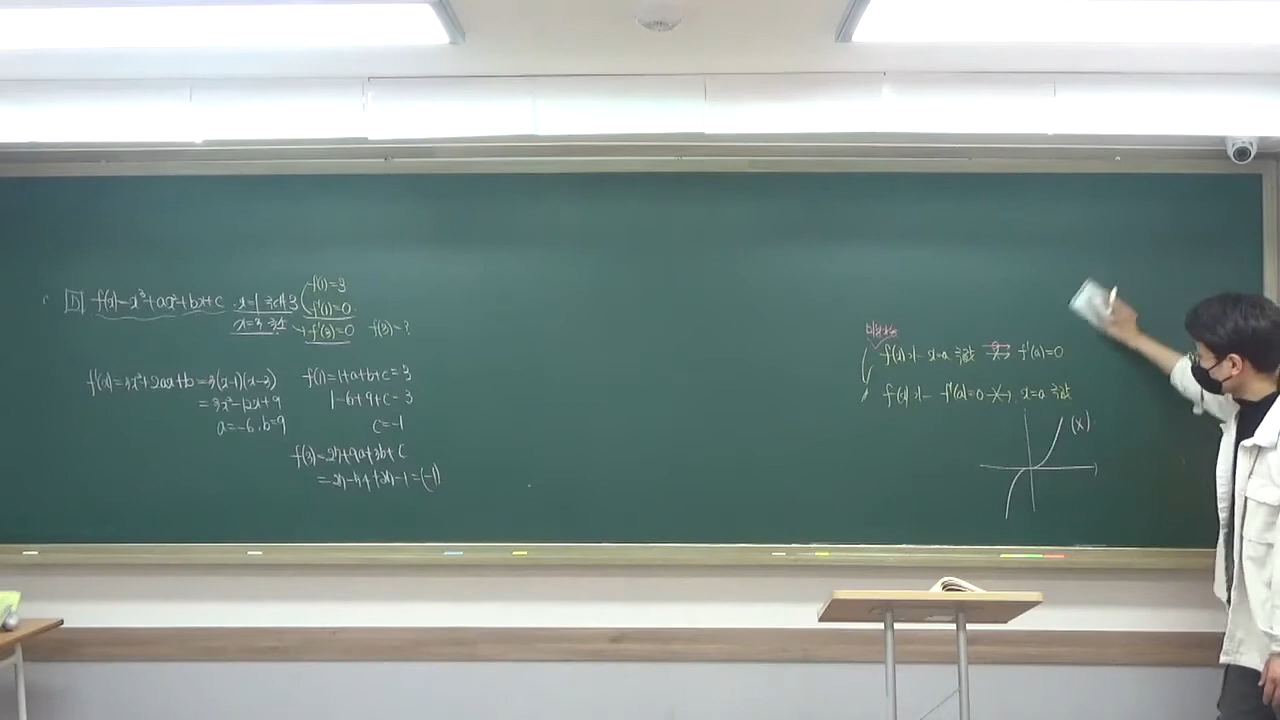 f(x)=x³+ax²+bx+c x=1 극대 3
x=3 극소
f(1)=3
f'(1)=0
f'(3)=0 f(3)=?
f'(x)=3x²+2ax+b=3(x-1)(x-3)
=3x²-12x+9
a=-6, b=9
f(1)=1+a+b+c=3
1-6+9+c=3
c=-1
f(3)=27+9a+3b+c
=27-54+27-1=(-1)
f(x)가 x=a 극값 f'(a)=0
f(x)가 f'(a)=0 x=a 극값
(x)